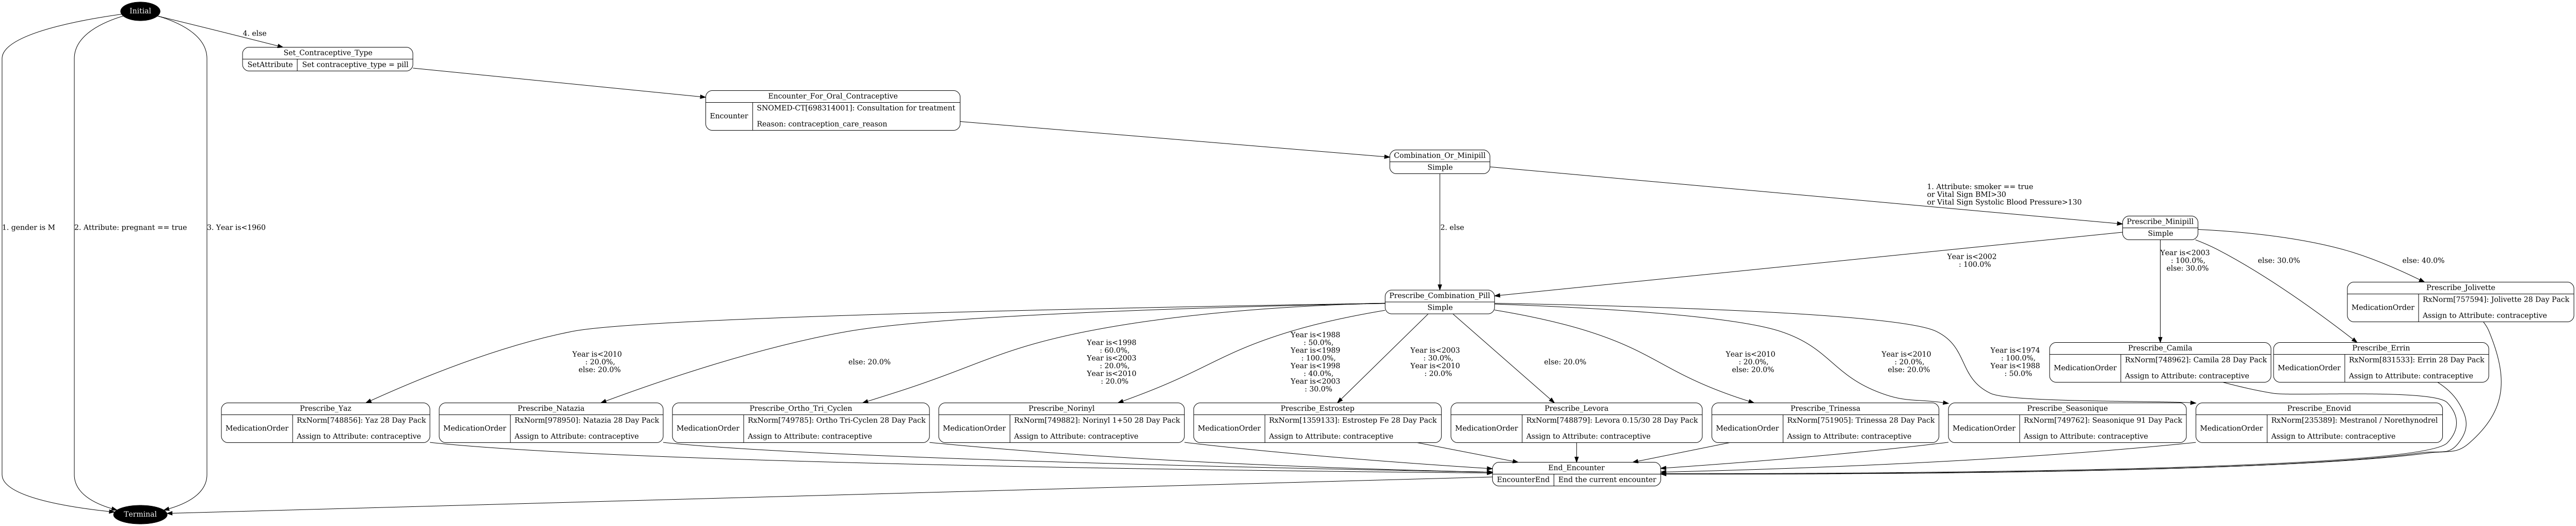 Initial
4. else
Set_Contraceptive_Type
SetAttribute
Set contraceptive_type = pill
Encounter_For_Oral_Contraceptive
Encounter
SNOMED-CT[698314001]: Consultation for treatment
Reason: contraception_care_reason
Combination_Or_Minipill
Simple
1. Attribute: smoker == true
or Vital Sign BMI>30
or Vital Sign Systolic Blood Pressure>130
1. gender is M
2. Attribute: pregnant == true
3. Year is<1960
2. else
Prescribe_Minipill
Simple
Year is<2002
: 100.0%
Year is<2003
: 100.0%,
else: 30.0%
else: 30.0%
else: 40.0%
Prescribe_Combination_Pill
Simple
Prescribe_Jolivette
MedicationOrder
RxNorm[757594]: Jolivette 28 Day Pack
Assign to Attribute: contraceptive
Year is<2010
: 20.0%,
else: 20.0%
else: 20.0%
Year is<1998
: 60.0%,
Year is<2003
: 20.0%,
Year is<2010
: 20.0%
Year is<1988
: 50.0%,
Year is<1989
: 100.0%,
Year is<1998
: 40.0%,
Year is<2003
: 30.0%
Year is<2003
: 30.0%,
Year is<2010
: 20.0%
else: 20.0%
Year is<2010
: 20.0%,
else: 20.0%
Year is<2010
: 20.0%,
else: 20.0%
Year is<1974
: 100.0%,
Year is<1988
: 50.0%
Prescribe_Camila
MedicationOrder
RxNorm[748962]: Camila 28 Day Pack
Assign to Attribute: contraceptive
Prescribe_Errin
MedicationOrder
RxNorm[831533]: Errin 28 Day Pack
Assign to Attribute: contraceptive
Prescribe_Yaz
MedicationOrder
RxNorm[748856]: Yaz 28 Day Pack
Assign to Attribute: contraceptive
Prescribe_Natazia
MedicationOrder
RxNorm[978950]: Natazia 28 Day Pack
Assign to Attribute: contraceptive
Prescribe_Ortho_Tri_Cyclen
MedicationOrder
RxNorm[749785]: Ortho Tri-Cyclen 28 Day Pack
Assign to Attribute: contraceptive
Prescribe_Norinyl
MedicationOrder
RxNorm[749882]: Norinyl 1+50 28 Day Pack
Assign to Attribute: contraceptive
Prescribe_Estrostep
MedicationOrder
RxNorm[1359133]: Estrostep Fe 28 Day Pack
Assign to Attribute: contraceptive
Prescribe_Levora
MedicationOrder
RxNorm[748879]: Levora 0.15/30 28 Day Pack
Assign to Attribute: contraceptive
Prescribe_Trinessa
MedicationOrder
RxNorm[751905]: Trinessa 28 Day Pack
Assign to Attribute: contraceptive
Prescribe_Seasonique
MedicationOrder
RxNorm[749762]: Seasonique 91 Day Pack
Assign to Attribute: contraceptive
Prescribe_Enovid
MedicationOrder
RxNorm[235389]: Mestranol / Norethynodrel
Assign to Attribute: contraceptive
End_Encounter
EncounterEnd
End the current encounter
Terminal